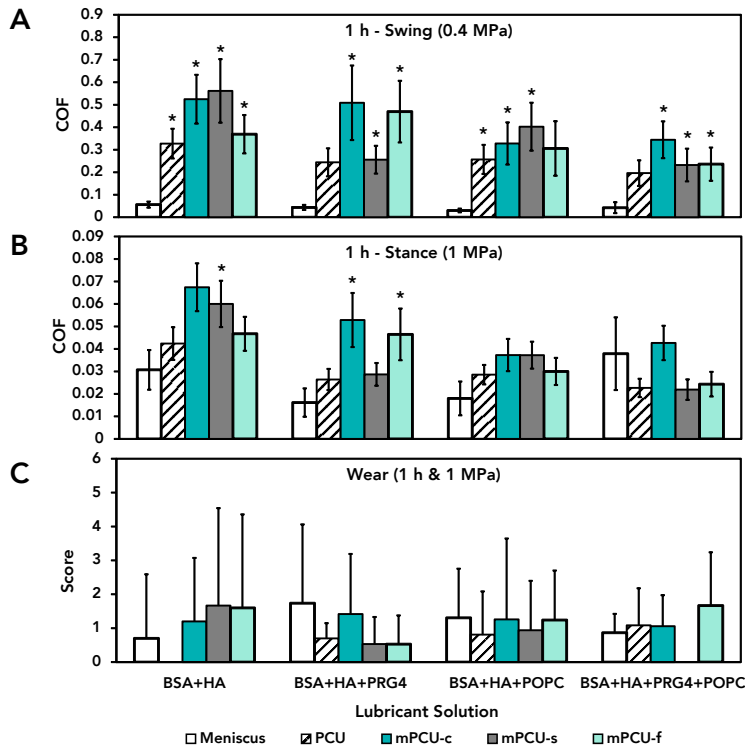 A
1 h - Swing (0.4 MPa)
COF
0.9
0.8
0.7
0.6
0.5
0.4
0.3
0.2
0.1
0
* * * *
* * *
* * *
* * *
B
1 h - Stance (1 MPa)
COF
0.09
0.08
0.07
0.06
0.05
0.04
0.03
0.02
0.01
0
*
* *
C
Wear (1 h & 1 MPa)
Score
6
5
4
3
2
1
0
BSA+HA BSA+HA+PRG4 BSA+HA+POPC BSA+HA+PRG4+POPC
Lubricant Solution
Meniscus PCU mPCU-c mPCU-s mPCU-f